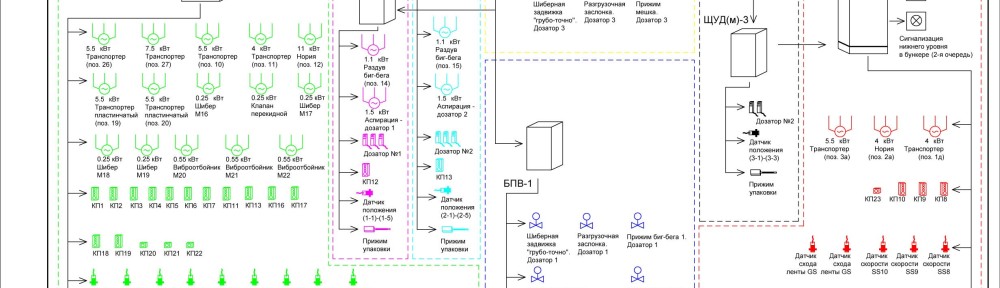 Шиберная
задвижка
"грубо-точно".
Дозатор 3
Разгрузочная
заслонка.
Дозатор 3
Прижим
мешка.
Дозатор 3
ЩУД(м)-3
Сигнализация
нижнего уровня
в бункере (2-я очередь)
5.5 кВт
Транспортер
(поз. 26)
7.5 кВт
Транспортер
(поз. 27)
5.5 кВт
Транспортер
(поз. 10)
4 кВт
Транспортер
(поз. 11)
11 кВт
Нория
(поз. 12)
1.1 кВт
Раздув
биг-бега
(поз. 14)
1.1 кВт
Раздув
биг-бега
(поз. 15)
5.5 кВт
Транспортер
пластинчатый
(поз. 19)
5.5 кВт
Транспортер
пластинчатый
(поз. 20)
0.25 кВт
Шибер
М16
0.25 кВт
Клапан
перекидной
0.25 кВт
Шибер
М17
1.5 кВт
Аспирация -
дозатор 1
1.5 кВт
Аспирация -
дозатор 2
Дозатор №2
Датчик
положения
(3-1)-(3-3)
Прижим
упаковки
5.5 кВт
Транспортер
(поз. 3а)
4 кВт
Нория
(поз. 2а)
4 кВт
Транспортер
(поз. 1д)
0.25 кВт
Шибер
М18
0.25 кВт
Шибер
М19
0.55 кВт
Виброотбойник
М20
0.55 кВт
Виброотбойник
М21
0.55 кВт
Виброотбойник
М22
Дозатор №1
Дозатор №2
КП12
КП13
БПВ-1
КП1 КП2 КП3 КП4 КП5 КП6 КП7 КП11 КП13 КП16 КП17
КП23 КП10 КП9 КП8
Датчик
положения
(1-1)-(1-5)
Датчик
положения
(2-1)-(2-5)
Прижим
упаковки
Прижим
упаковки
Шиберная
задвижка
"грубо-точно".
Дозатор 1
Разгрузочная
заслонка.
Дозатор 1
Прижим биг-бега 1.
Дозатор 1
КП18 КП19 КП20 КП21 КП22
Датчик
схода
ленты GS
Датчик
схода
ленты GS
Датчик
скорости
SS10
Датчик
скорости
SS9
Датчик
скорости
SS8